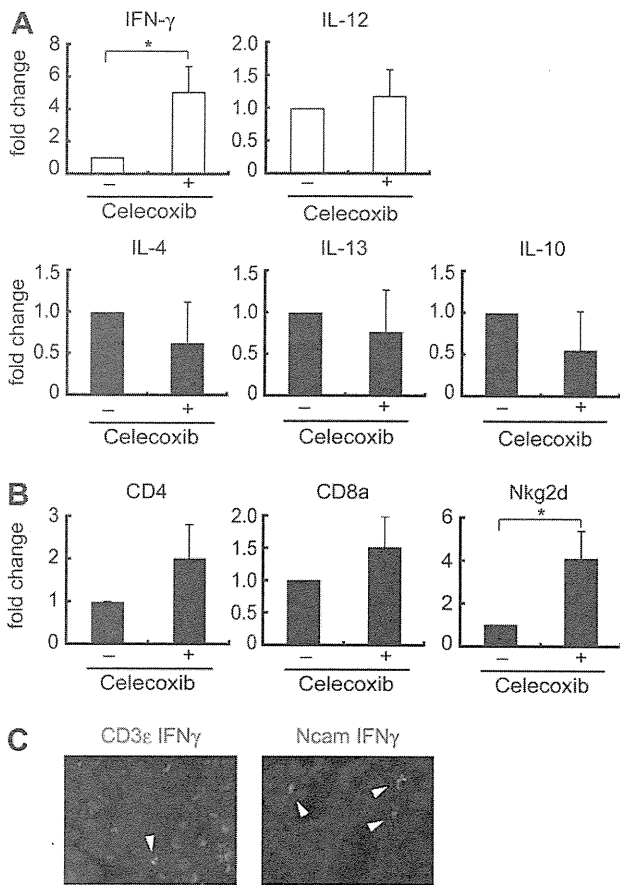 A
IFN-γ
IL-12
fold change
8
6
4
2
0
*
– +
Celecoxib
2.0
1.5
1.0
0.5
0
– +
Celecoxib
IL-4
IL-13
IL-10
fold change
1.5
1.0
0.5
0
– +
Celecoxib
1.5
1.0
0.5
0
– +
Celecoxib
1.5
1.0
0.5
0
– +
Celecoxib
B
CD4
CD8a
Nkg2d
fold change
3
2
1
0
– +
Celecoxib
2.0
1.5
1.0
0.5
0
– +
Celecoxib
*
6
4
2
0
– +
Celecoxib
C
CD3ε IFNγ
Ncam IFNγ